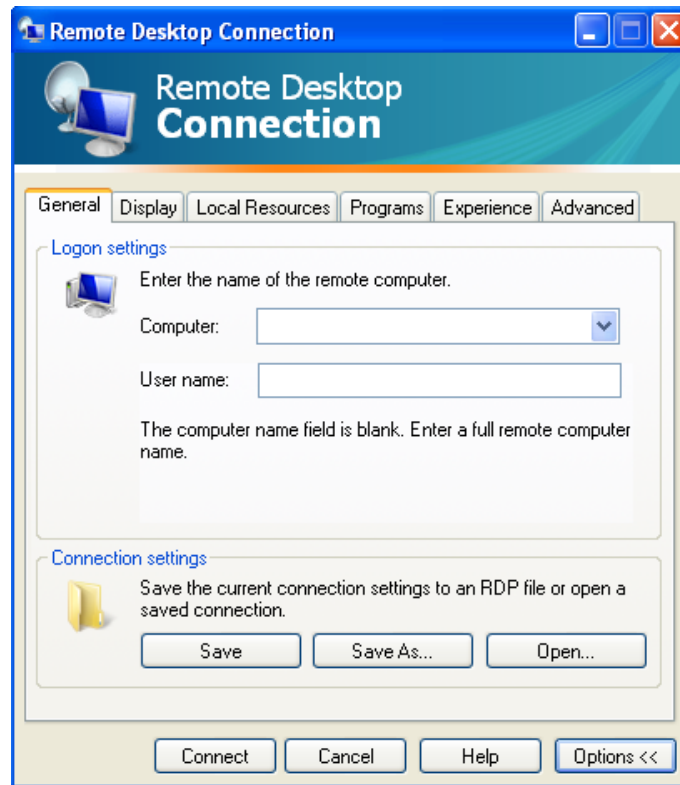 Remote Desktop Connection
Remote Desktop
Connection
General Display Local Resources Programs Experience Advanced
Logon settings
Enter the name of the remote computer.
Computer:
User name:
The computer name field is blank. Enter a full remote computer
name.
Connection settings
Save the current connection settings to an RDP file or open a
saved connection.
Save Save As... Open...
Connect Cancel Help Options <<